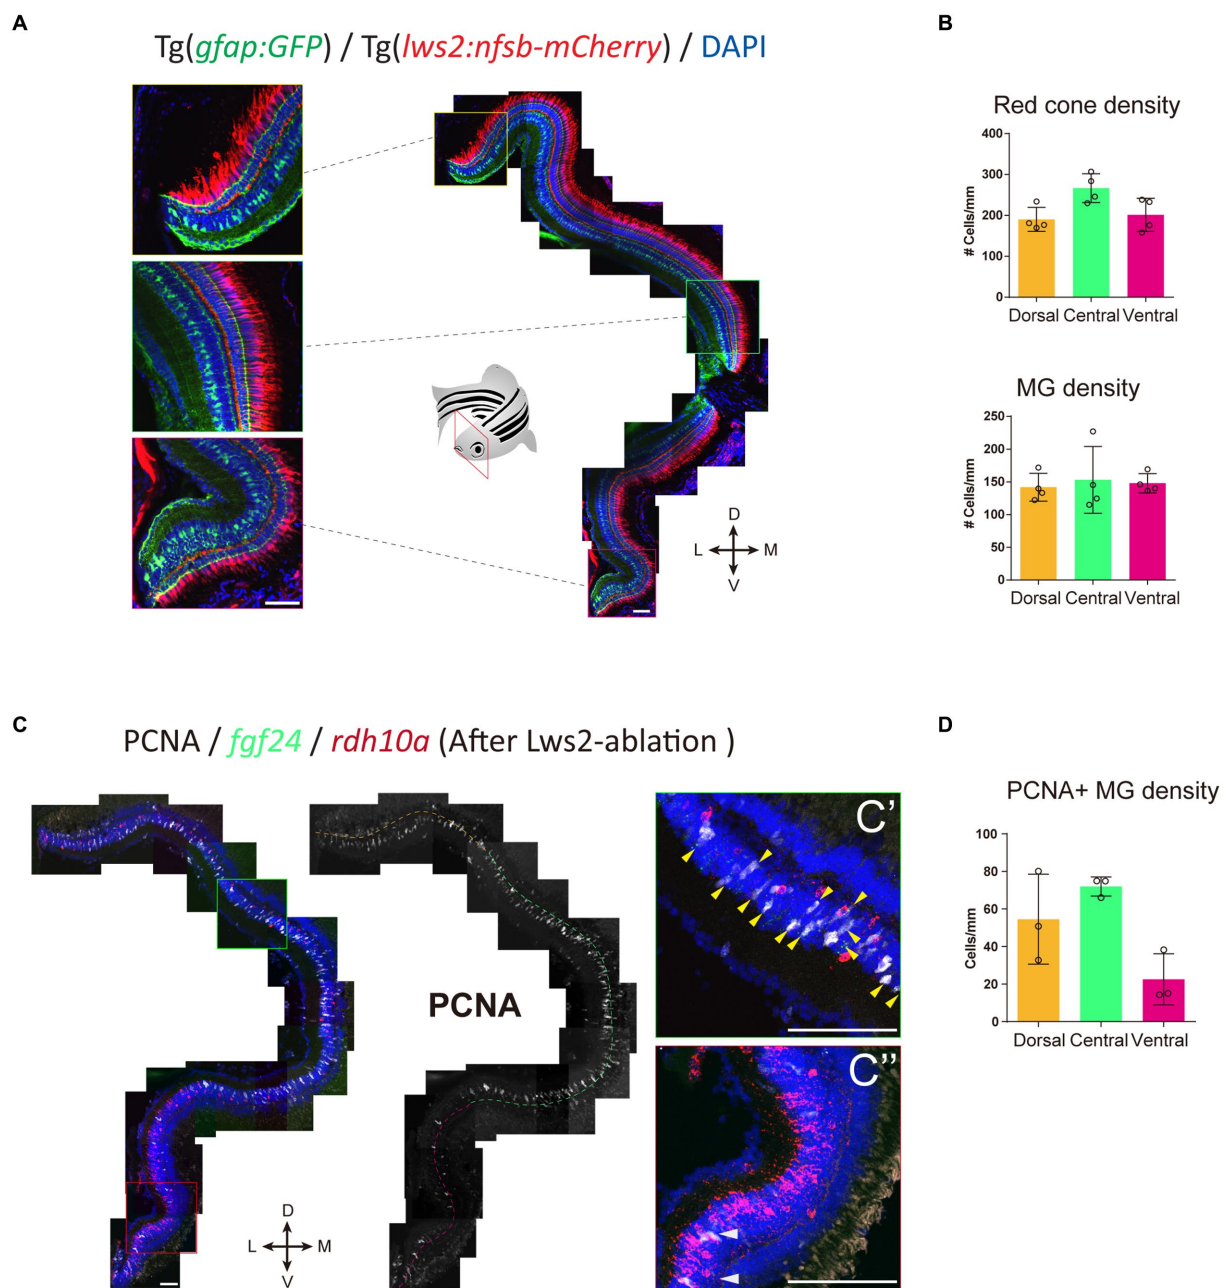 A
Tg(gfap:GFP) / Tg(lws2:nfsb-mCherry) / DAPI
D
L M
V
B
Red cone density
# Cells/mm
400
300
200
100
0
Dorsal Central Ventral
MG density
# Cells/mm
250
200
150
100
50
0
Dorsal Central Ventral
C
PCNA / fgf24 / rdh10a (After Lws2-ablation )
PCNA
C'
C''
D
L M
V
D
PCNA+ MG density
Cells/mm
100
80
60
40
20
0
Dorsal Central Ventral